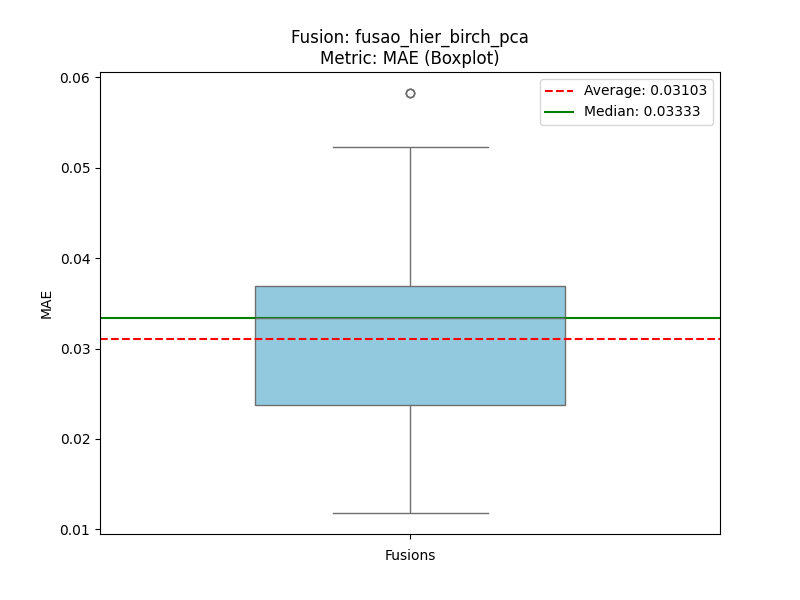 Fusion: fusao_hier_birch_pca
Metric: MAE (Boxplot)
Average: 0.03103
Median: 0.03333
0.06
0.05
0.04
0.03
0.02
0.01
MAE
Fusions